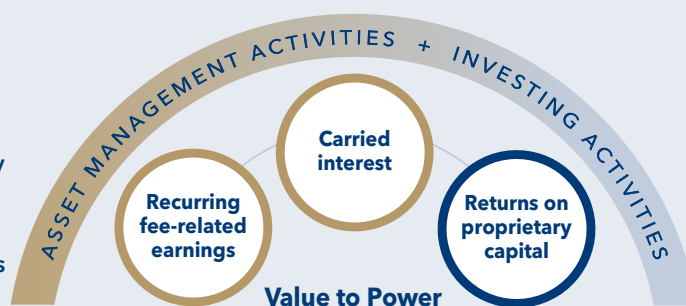 ASSET MANAGEMENT ACTIVITIES + INVESTING ACTIVITIES
Carried
interest
Recurring
fee-related
earnings
Returns on
proprietary
capital
Value to Power